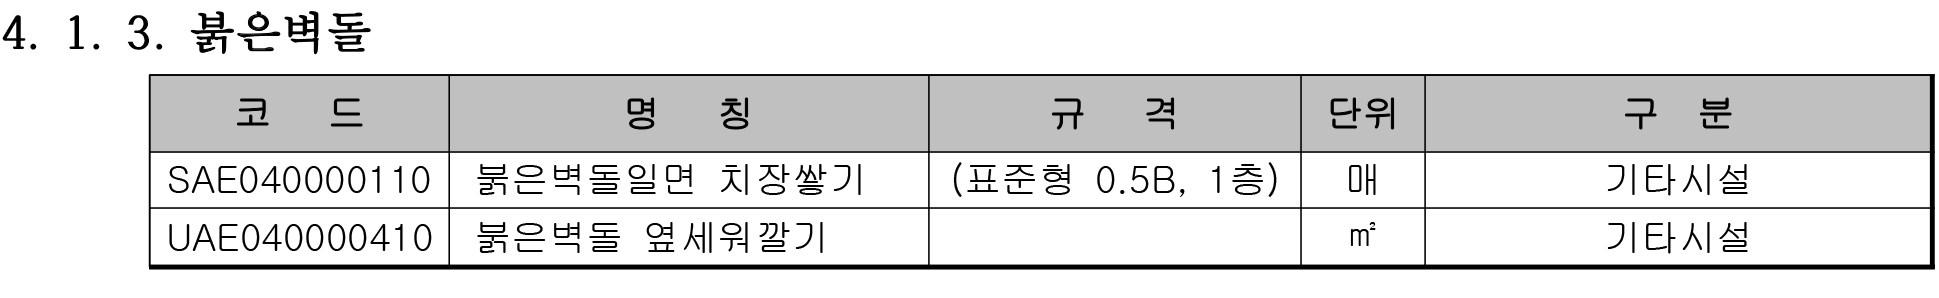 4. 1. 3. 붉은벽돌
코 드 명 칭 규 격 단위 구 분
SAE040000110 붉은벽돌일면 치장쌓기 (표준형 0.5B, 1층) 매 기타시설
UAE040000410 붉은벽돌 옆세워깔기 ㎡ 기타시설